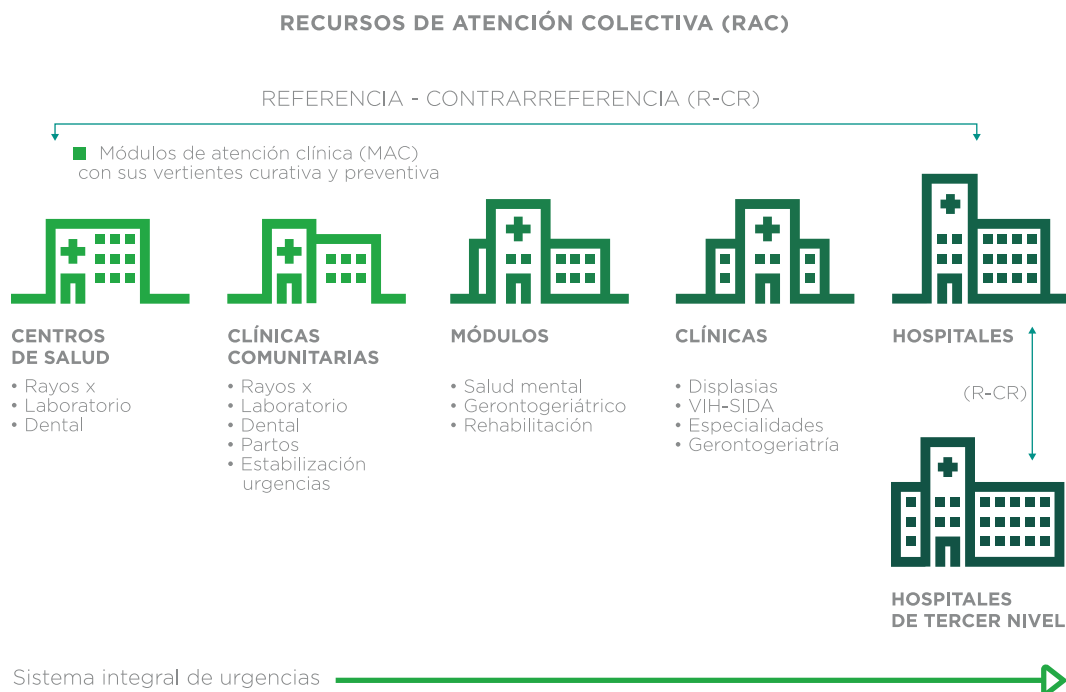 RECURSOS DE ATENCIÓN COLECTIVA (RAC)
REFERENCIA - CONTRARREFERENCIA (R-CR)
Módulos de atención clínica (MAC)
con sus vertientes curativa y preventiva
CENTROS
DE SALUD
• Rayos x
• Laboratorio
• Dental
CLÍNICAS
COMUNITARIAS
• Rayos x
• Laboratorio
• Dental
• Partos
• Estabilización
urgencias
MÓDULOS
• Salud mental
• Gerontogeriátrico
• Rehabilitación
CLÍNICAS
• Displasias
• VIH-SIDA
• Especialidades
• Gerontogeriatría
HOSPITALES
(R-CR)
HOSPITALES
DE TERCER NIVEL
Sistema integral de urgencias